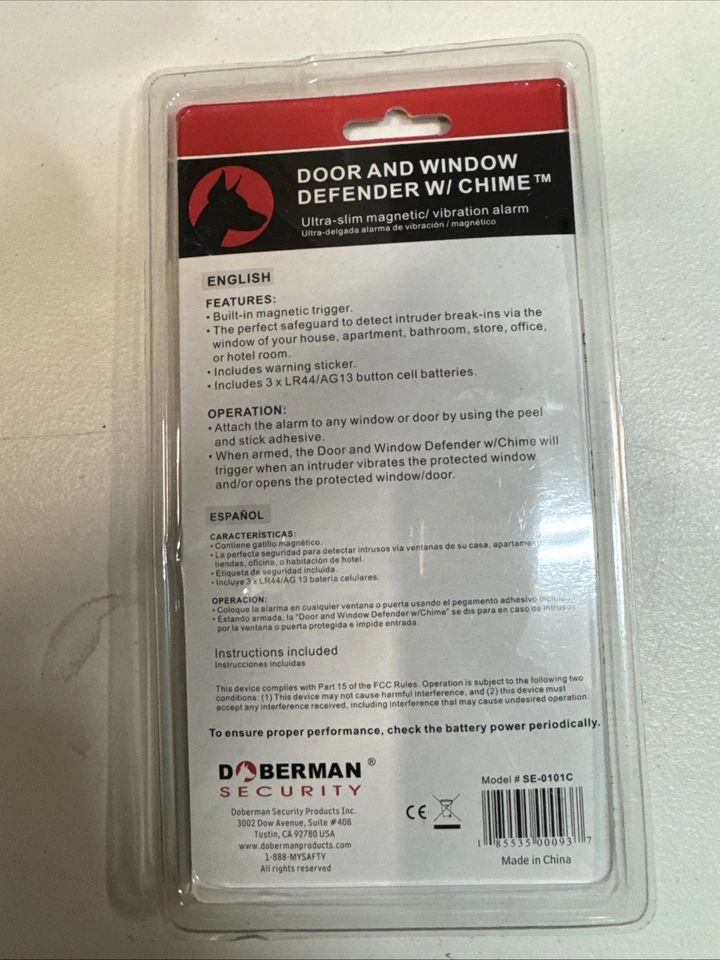 DOOR AND WINDOW
DEFENDER W/ CHIME™
Ultra-slim magnetic/ vibration alarm
Ultra-delgada alarma de vibración / magnético
ENGLISH
FEATURES:
• Built-in magnetic trigger.
• The perfect safeguard to detect intruder break-ins via the
window of your house, apartment, bathroom, store, office,
or hotel room.
• Includes warning sticker.
• Includes 3 x LR44/AG13 button cell batteries.
OPERATION:
• Attach the alarm to any window or door by using the peel
and stick adhesive.
• When armed, the Door and Window Defender w/Chime will
trigger when an intruder vibrates the protected window
and/or opens the protected window/door.
ESPAÑOL
CARACTERÍSTICAS:
• Contiene gatillo magnético.
• La perfecta seguridad para detectar intrusos via ventanas de su casa,
tiendas, oficina, o habitación de hotel.
• Etiqueta de seguridad incluida.
• Incluye 3 x LR44/AG 13 bateria celulares.
OPERACION:
• Coloque la alarma en cualquier ventana o puerta usando el pegamento adhesivo
• Estando armada, la "Door and Window Defender w/Chime" se dis para en caso de intrusos
por la ventana o puerta protegida e impide entrada.
Instructions included
Instrucciones incluidas
This device complies with Part 15 of the FCC Rules. Operation is subject to the following two
conditions: (1) This device may not cause harmful interference, and (2) this device must
accept any interference received, including interference that may cause undesired operation.
To ensure proper performance, check the battery power periodically.
DOBERMAN®
SECURITY
Doberman Security Products Inc.
3002 Dow Avenue, Suite #408
Tustin, CA 92780 USA
www.dobermanproducts.com
1-888-MYSAFTY
All rights reserved
CE
Model # SE-0101C
1 85535 00093 7
Made in China